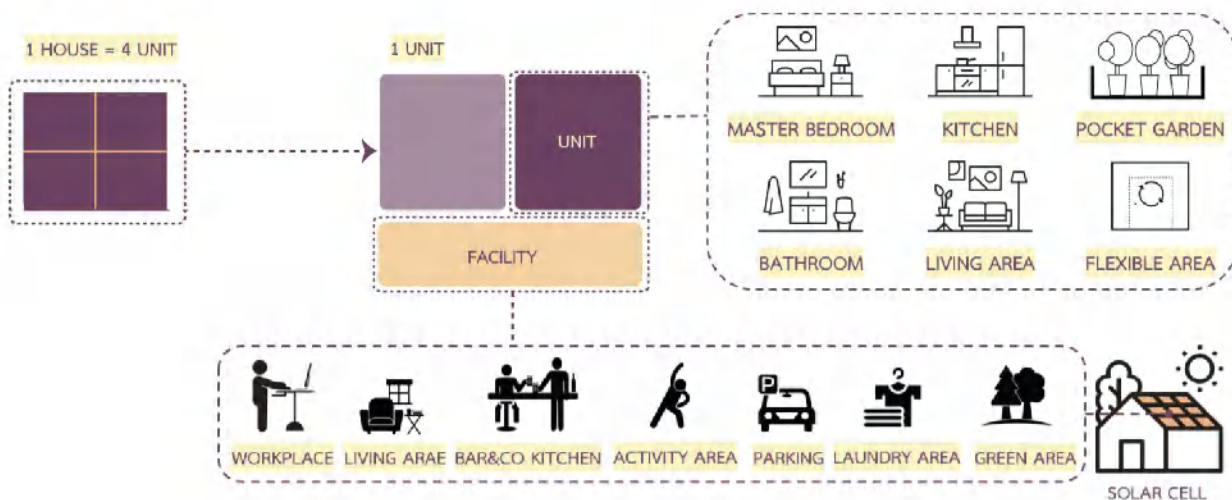 1 HOUSE = 4 UNIT
1 UNIT
UNIT
FACILITY
MASTER BEDROOM
KITCHEN
POCKET GARDEN
BATHROOM
LIVING AREA
FLEXIBLE AREA
P
WORKPLACE
LIVING ARAE
BAR&CO KITCHEN
ACTIVITY AREA
PARKING
LAUNDRY AREA
GREEN AREA
SOLAR CELL